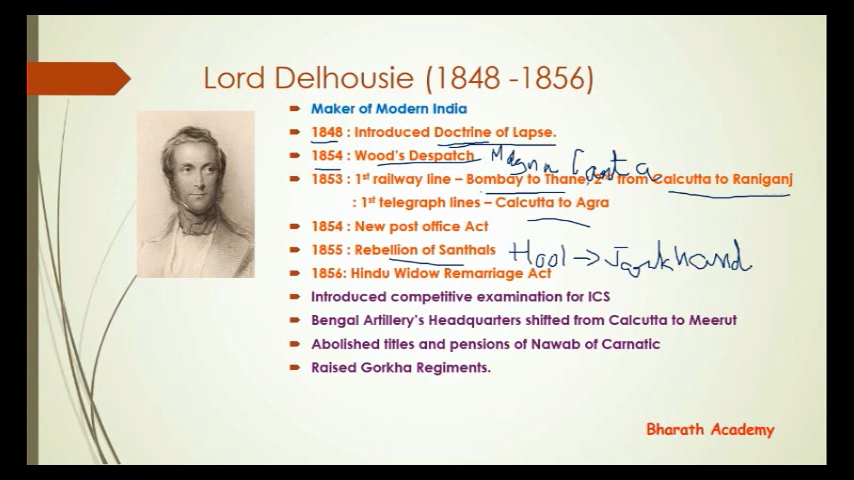 Lord Delhousie (1848 -1856)
Maker of Modern India
1848 : Introduced Doctrine of Lapse.
1854 : Wood's Despatch Magna Carta
1853 : 1st railway line – Bombay to Thane, 2nd from Calcutta to Raniganj
: 1st telegraph lines – Calcutta to Agra
1854 : New post office Act
1855 : Rebellion of Santhals Hool → Jarkhand
1856: Hindu Widow Remarriage Act
Introduced competitive examination for ICS
Bengal Artillery's Headquarters shifted from Calcutta to Meerut
Abolished titles and pensions of Nawab of Carnatic
Raised Gorkha Regiments.
Bharath Academy